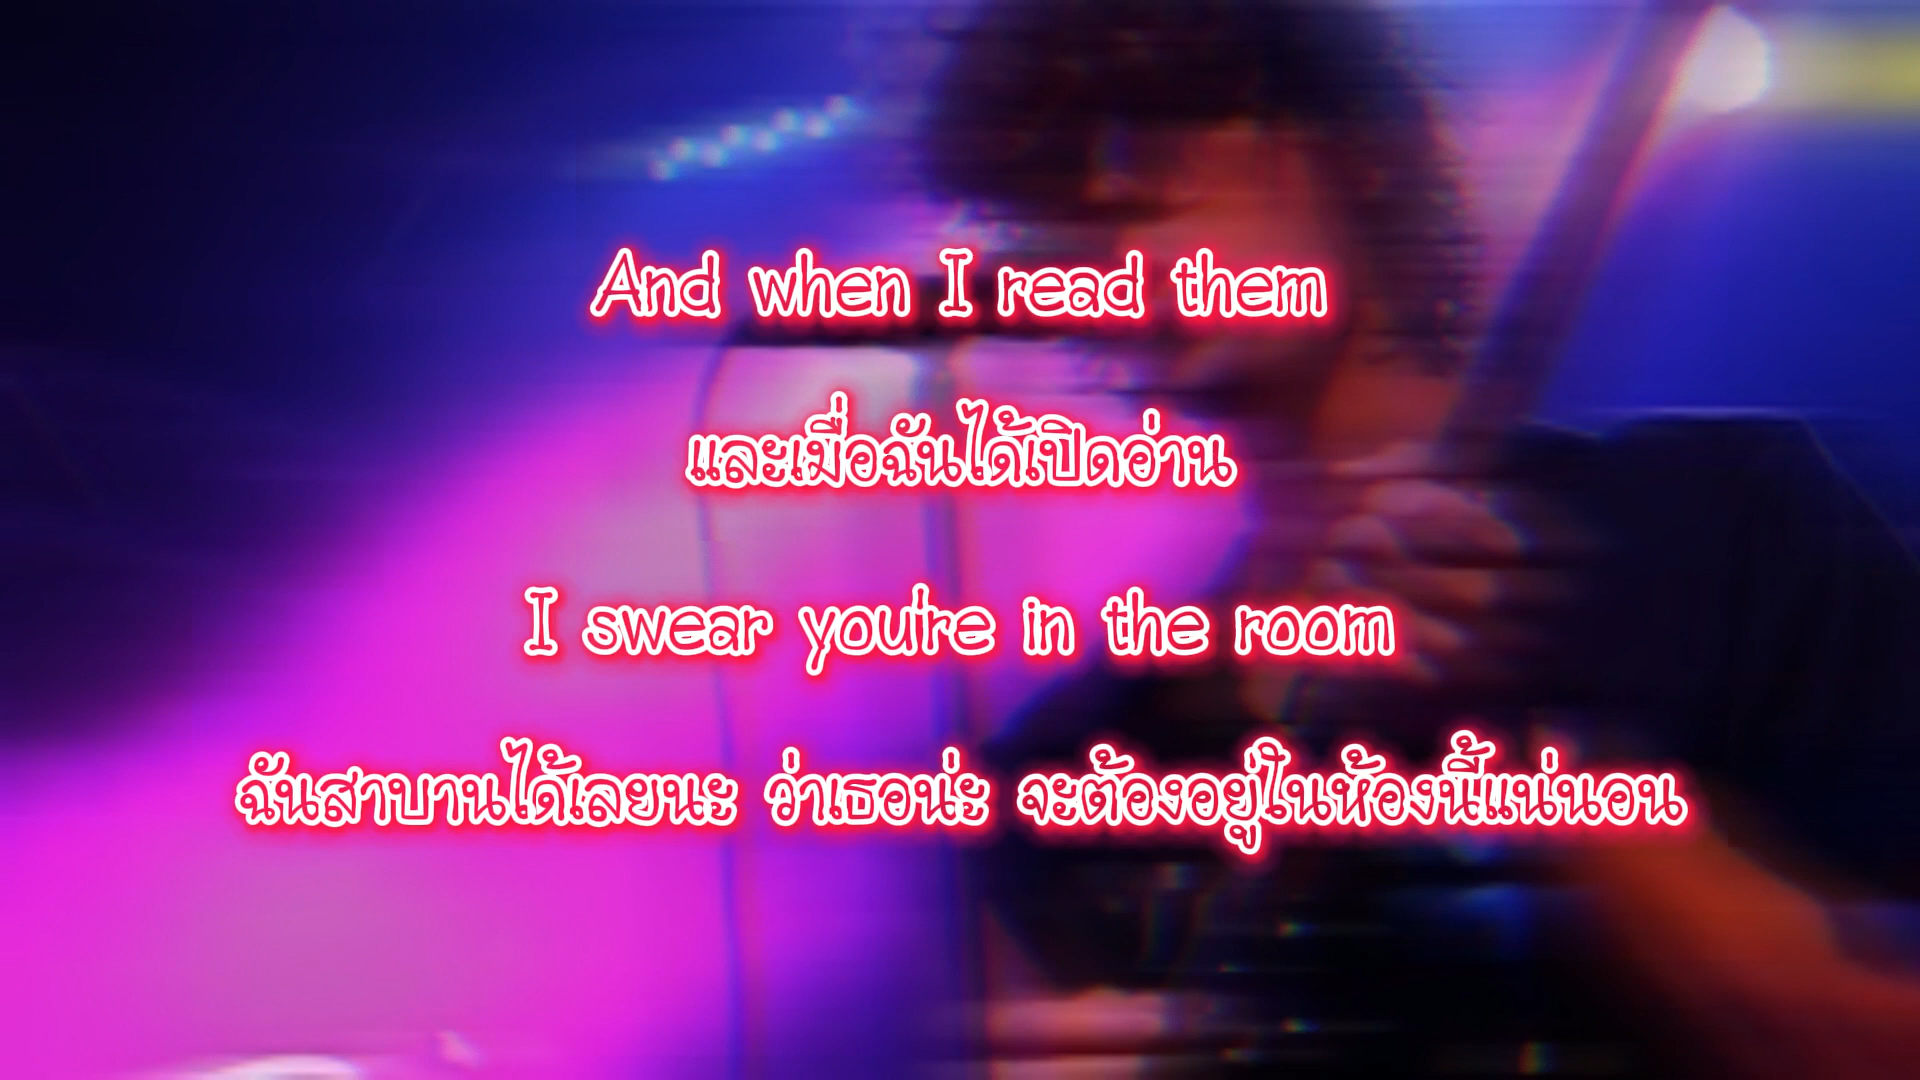 And when I read them
และเมื่อฉันได้เปิดอ่าน
I swear you're in the room
ฉันสาบานได้เลยนะ ว่าเธอน่ะ จะต้องอยู่ในห้องนี้แน่นอน